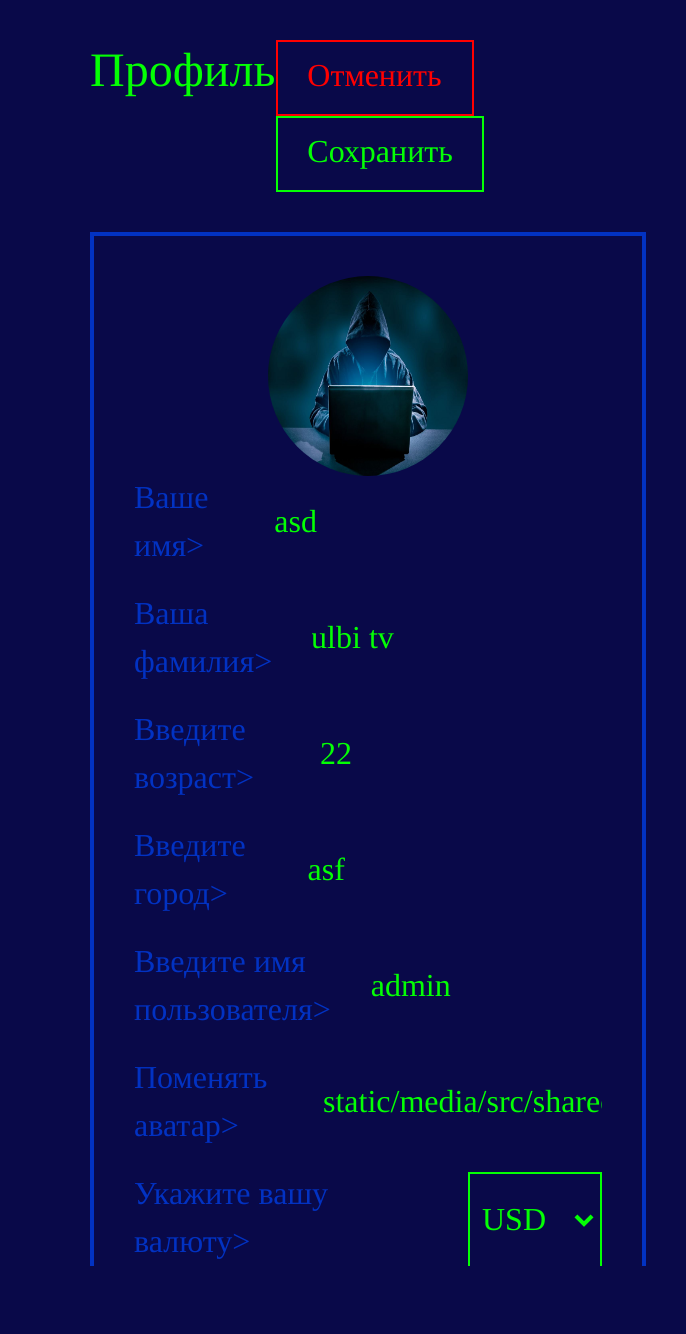 Профиль
Отменить
Сохранить
Ваше
имя>
asd
Ваша
фамилия>
ulbi tv
Введите
возраст>
22
Введите
город>
asf
Введите имя
пользователя>
admin
Поменять
аватар>
static/media/src/share
Укажите вашу
валюту>
USD